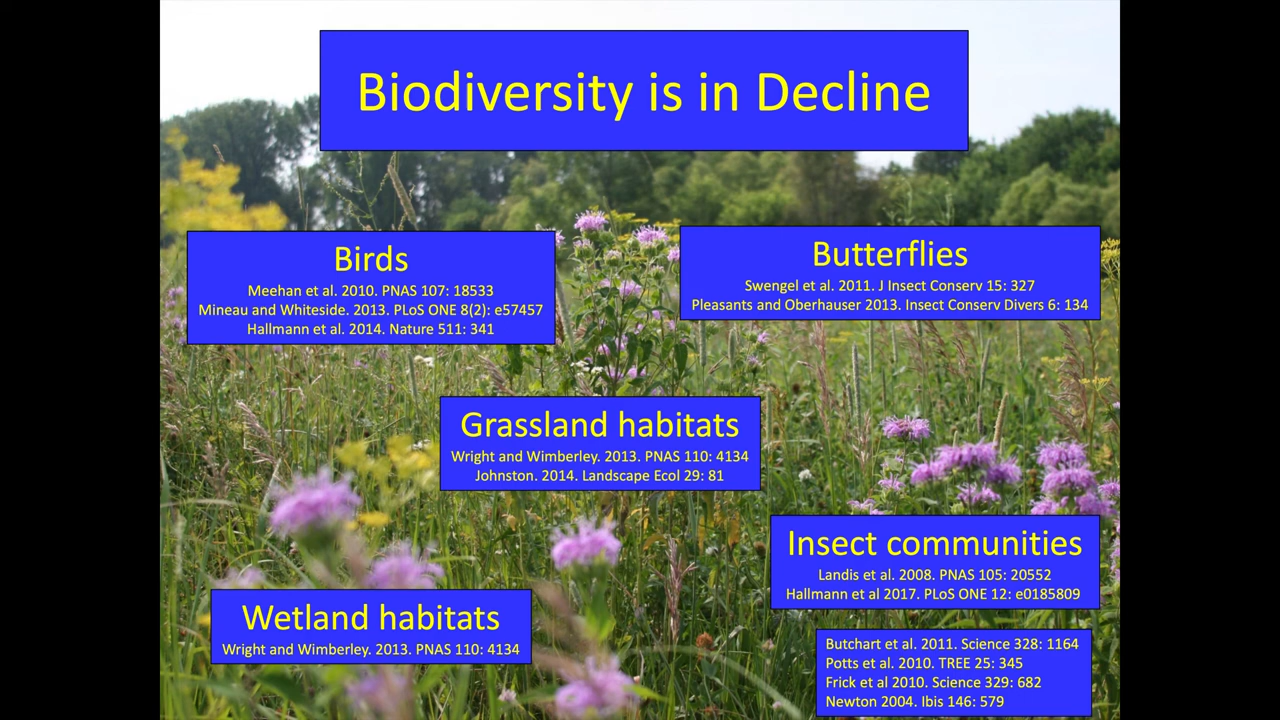 Biodiversity is in Decline
Birds
Meehan et al. 2010. PNAS 107: 18533
Mineau and Whiteside. 2013. PLoS ONE 8(2): e57457
Hallmann et al. 2014. Nature 511: 341
Butterflies
Swengel et al. 2011. J Insect Conserv 15: 327
Pleasants and Oberhauser 2013. Insect Conserv Divers 6: 134
Grassland habitats
Wright and Wimberley. 2013. PNAS 110: 4134
Johnston. 2014. Landscape Ecol 29: 81
Insect communities
Landis et al. 2008. PNAS 105: 20552
Hallmann et al 2017. PLoS ONE 12: e0185809
Wetland habitats
Wright and Wimberley. 2013. PNAS 110: 4134
Butchart et al. 2011. Science 328: 1164
Potts et al. 2010. TREE 25: 345
Frick et al 2010. Science 329: 682
Newton 2004. Ibis 146: 579